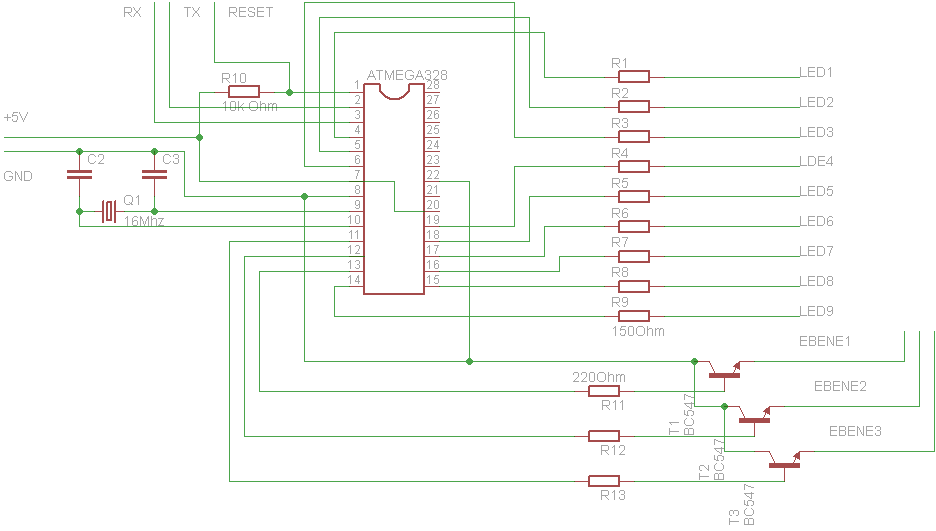 RX TX RESET
ATMEGA328
R10
10k Ohm
+5V
GND
C2 C3
Q1
16Mhz
1 28
2 27
3 26
4 25
5 24
6 23
7 22
8 21
9 20
10 19
11 18
12 17
13 16
14 15
R1 LED1
R2 LED2
R3 LED3
R4 LDE4
R5 LED5
R6 LED6
R7 LED7
R8 LED8
R9 LED9
150Ohm
EBENE1
220Ohm
R11
EBENE2
R12
EBENE3
R13
T1
BC547
T2
BC547
T3
BC547